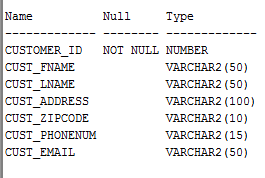 Name        Null     Type
----------- -------- -------------
CUSTOMER_ID NOT NULL NUMBER
CUST_FNAME           VARCHAR2(50)
CUST_LNAME           VARCHAR2(50)
CUST_ADDRESS         VARCHAR2(100)
CUST_ZIPCODE         VARCHAR2(10)
CUST_PHONENUM        VARCHAR2(15)
CUST_EMAIL           VARCHAR2(50)